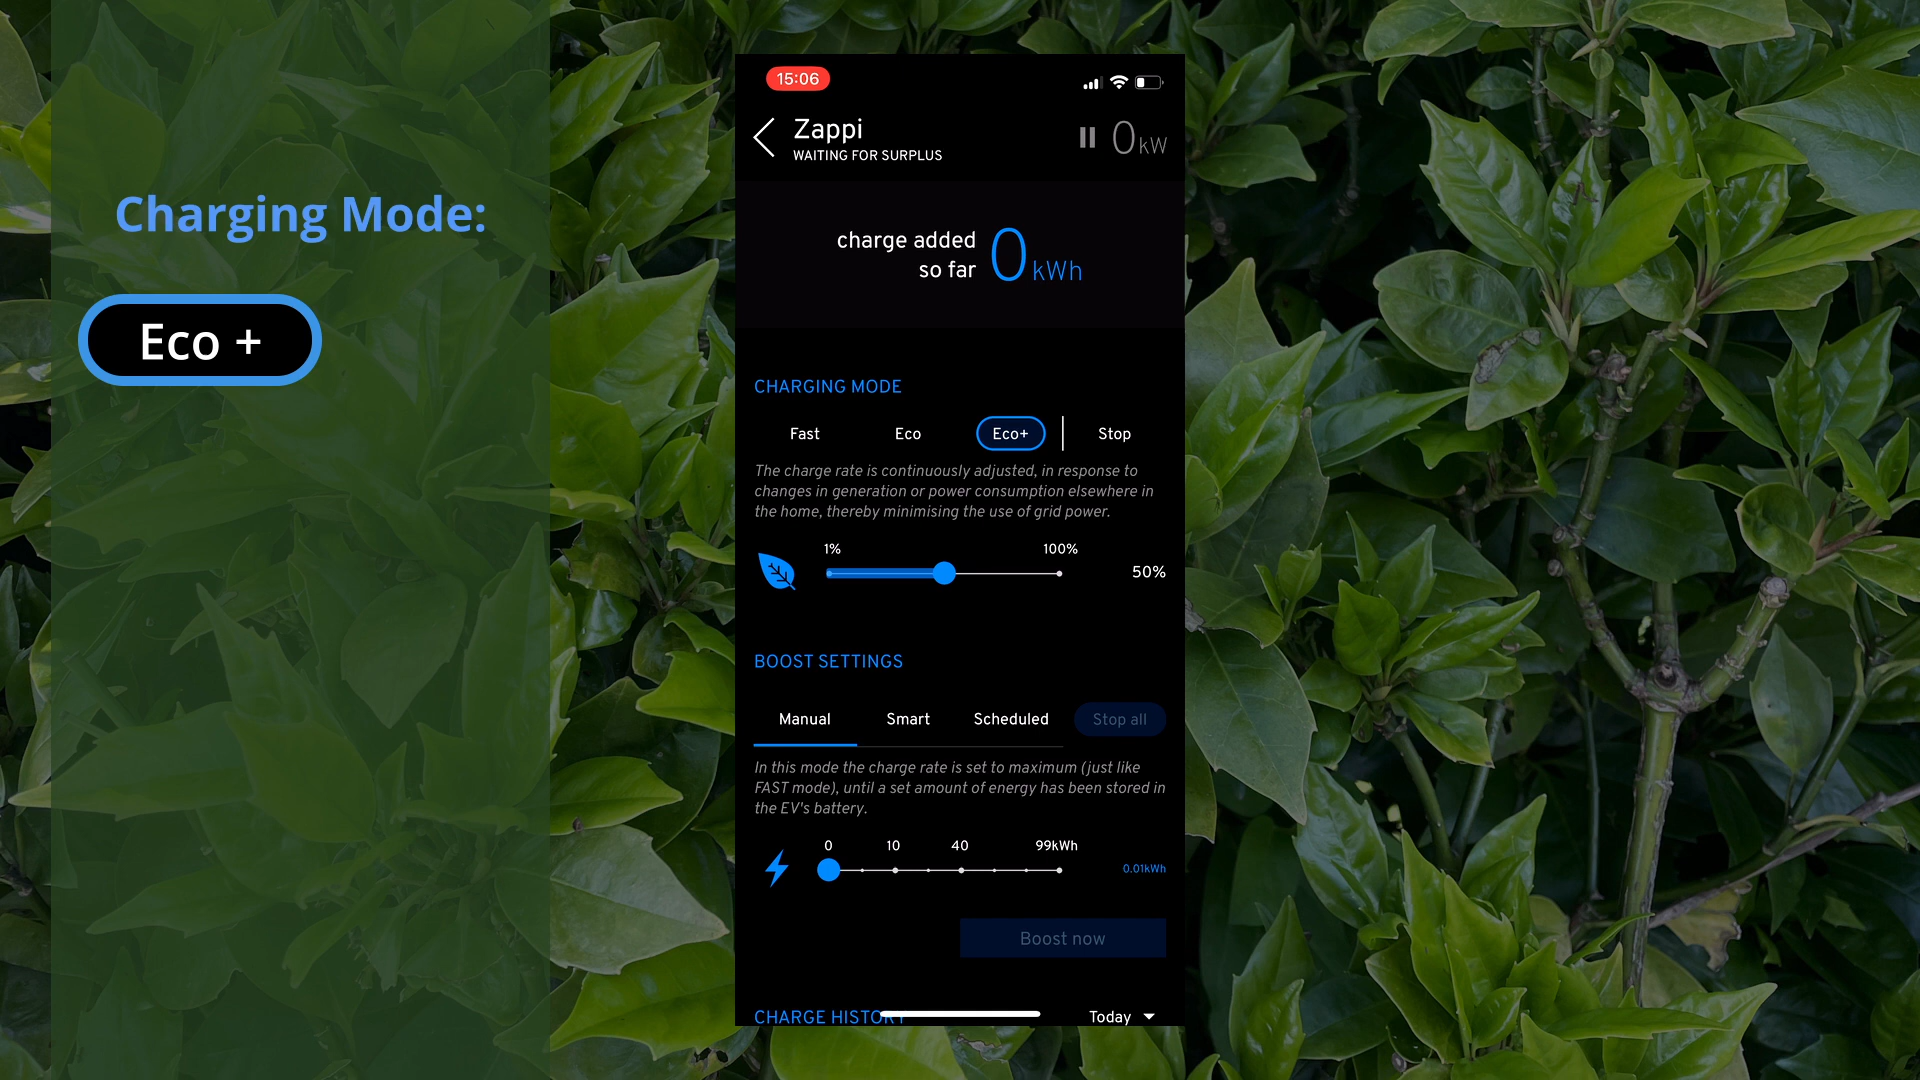 Charging Mode:
Eco +
15:06
Zappi
WAITING FOR SURPLUS
0kW
charge added
so far
0kWh
CHARGING MODE
Fast Eco Eco+ Stop
The charge rate is continuously adjusted, in response to
changes in generation or power consumption elsewhere in
the home, thereby minimising the use of grid power.
1% 100%
50%
BOOST SETTINGS
Manual Smart Scheduled Stop all
In this mode the charge rate is set to maximum (just like
FAST mode), until a set amount of energy has been stored in
the EV's battery.
0 10 40 99kWh
0.01kWh
Boost now
CHARGE HISTORY Today